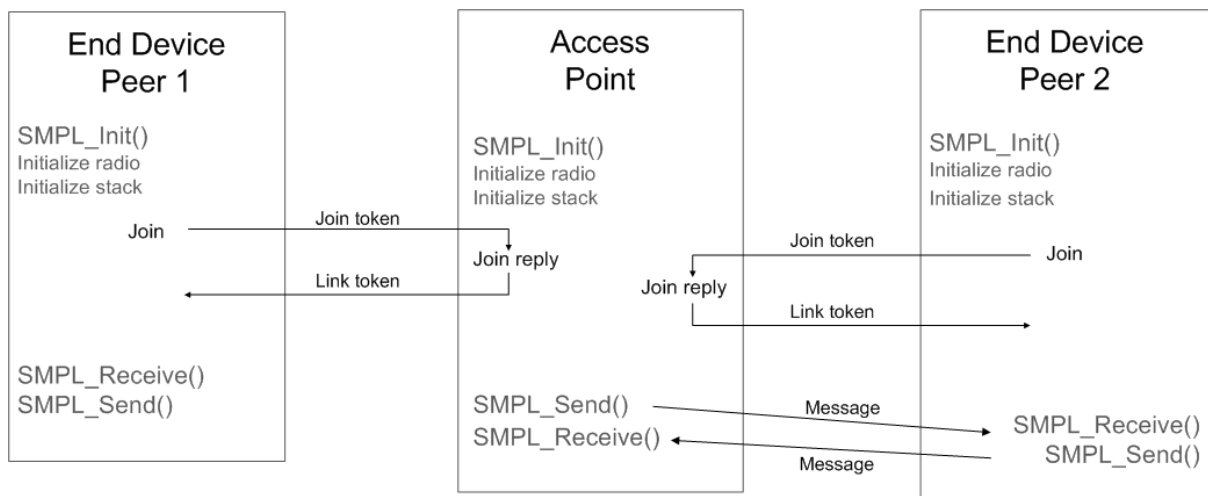 End Device
Peer 1
SMPL_Init()
Initialize radio
Initialize stack
Join
SMPL_Receive()
SMPL_Send()
Join token
Link token
Access
Point
SMPL_Init()
Initialize radio
Initialize stack
Join reply
Join reply
SMPL_Send()
SMPL_Receive()
Join token
Link token
Message
Message
End Device
Peer 2
SMPL_Init()
Initialize radio
Initialize stack
Join
SMPL_Receive()
SMPL_Send()